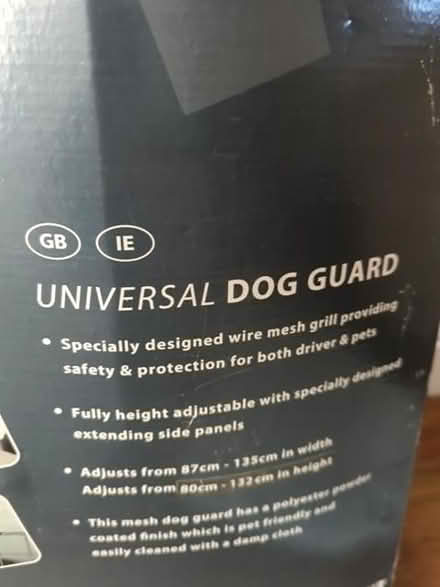 GB IE
UNIVERSAL DOG GUARD
• Specially designed wire mesh grill providing
safety & protection for both driver & pets
• Fully height adjustable with specially designed
extending side panels
• Adjusts from 87cm - 135cm in width
Adjusts from 80cm - 132cm in height
• This mesh dog guard has a polyester powder
coated finish which is pet friendly and
easily cleaned with a damp cloth